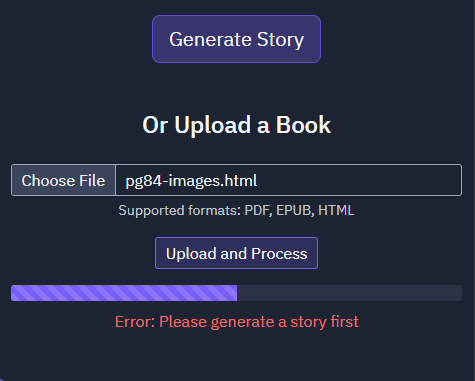 Generate Story
Or Upload a Book
Choose File pg84-images.html
Supported formats: PDF, EPUB, HTML
Upload and Process
Error: Please generate a story first